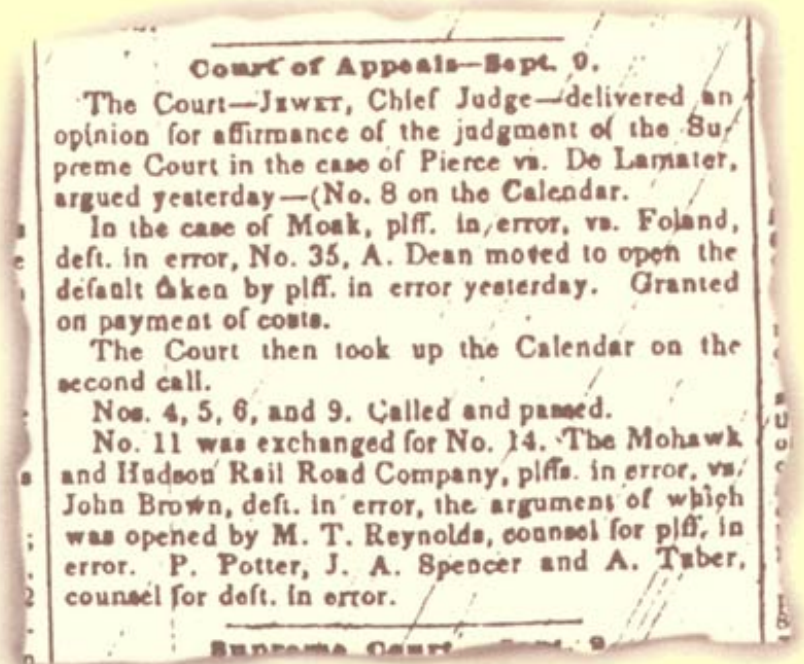 Court of Appeals—Sept. 9.
The Court—JEWET, Chief Judge—delivered an
opinion for affirmance of the judgment of the Su-
preme Court in the case of Pierce vs. De Lamater,
argued yesterday—(No. 8 on the Calendar.
In the case of Moak, plff. in error, vs. Foland,
deft. in error, No. 35, A. Dean moved to open the
default taken by plff. in error yesterday. Granted
on payment of costs.
The Court then took up the Calendar on the
second call.
Nos. 4, 5, 6, and 9. Called and passed.
No. 11 was exchanged for No. 14. The Mohawk
and Hudson Rail Road Company, plffs. in error, vs.
John Brown, deft. in error, the argument of which
was opened by M. T. Reynolds, counsel for plff. in
error. P. Potter, J. A. Spencer and A. Taber,
counsel for deft. in error.
Supreme Court—Sept. 9